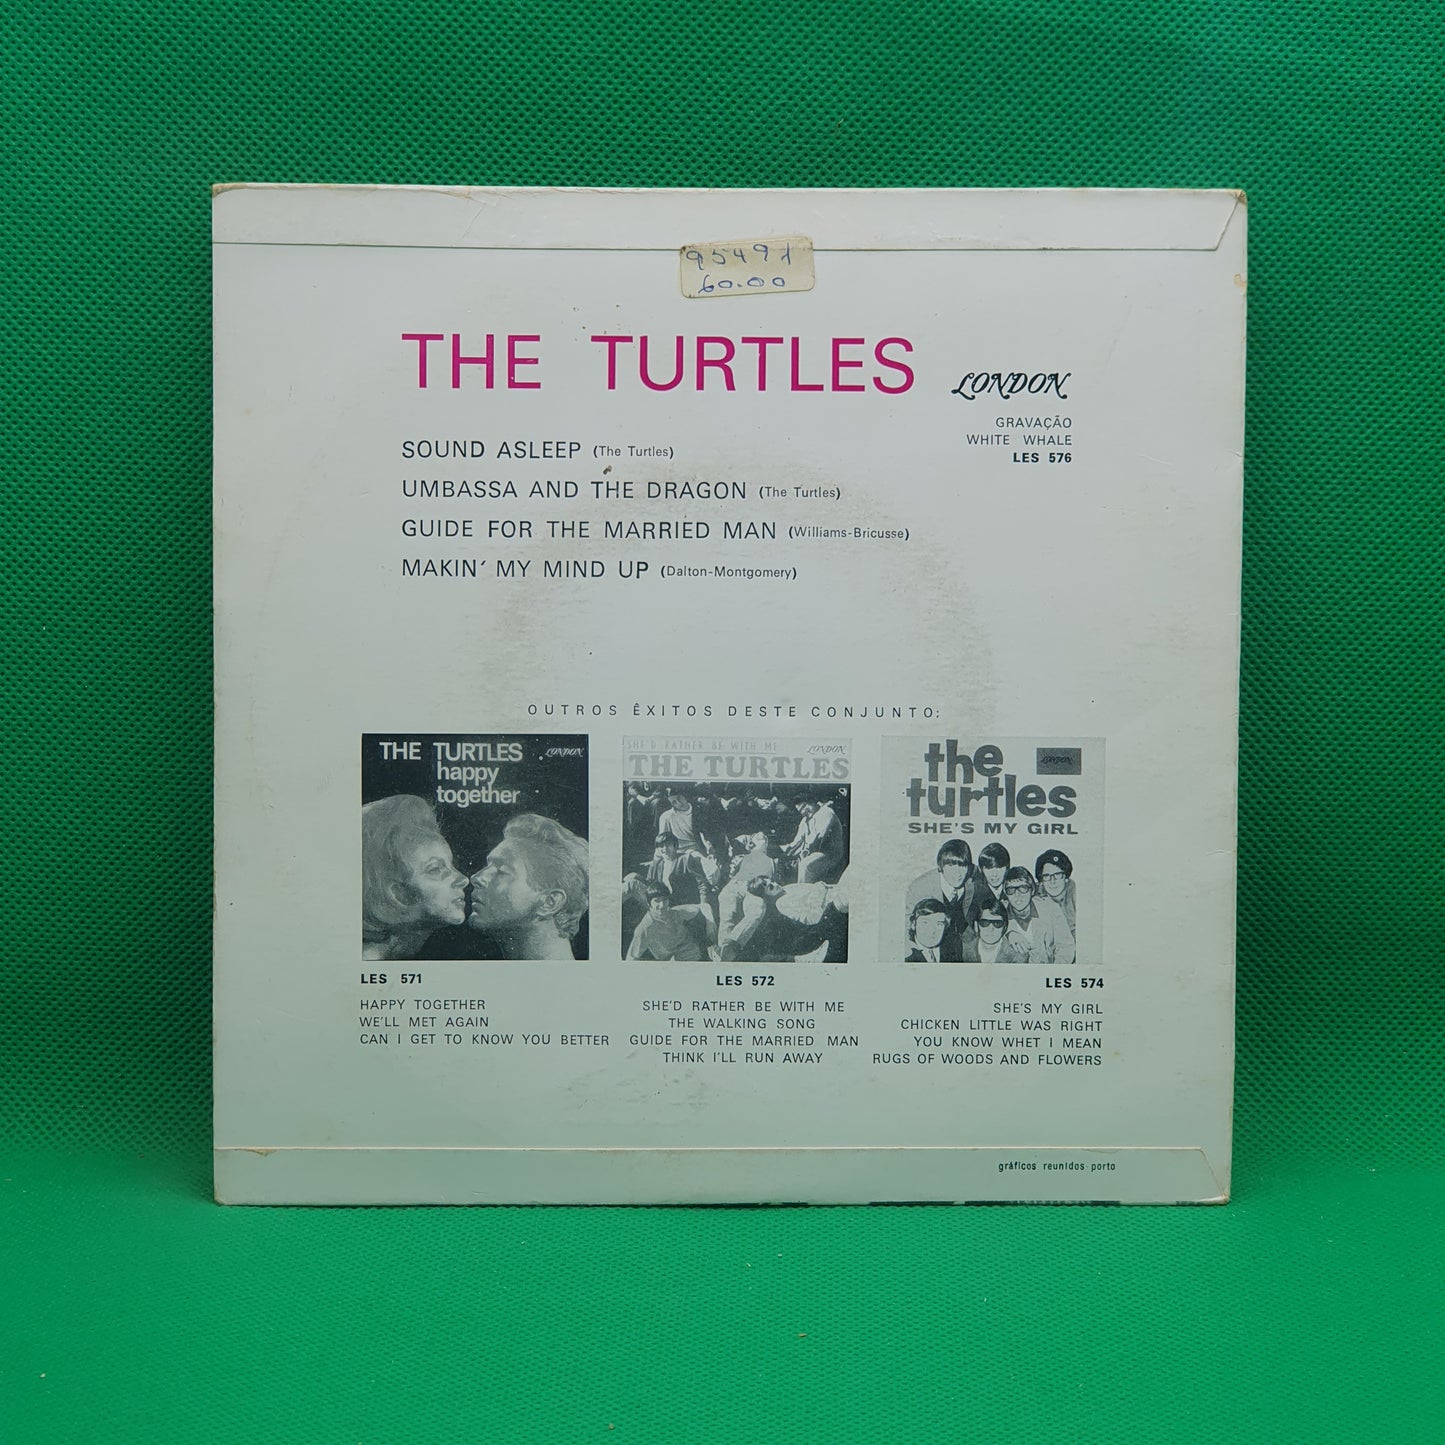 95491
60.00
THE TURTLES
LONDON
GRAVAÇÃO
WHITE WHALE
LES 576
SOUND ASLEEP (The Turtles)
UMBASSA AND THE DRAGON (The Turtles)
GUIDE FOR THE MARRIED MAN (Williams-Bricusse)
MAKIN' MY MIND UP (Dalton-Montgomery)
OUTROS ÊXITOS DESTE CONJUNTO:
THE TURTLES LONDON
happy
together
LES 571
HAPPY TOGETHER
WE'LL MET AGAIN
CAN I GET TO KNOW YOU BETTER
SHE'D RATHER BE WITH ME LONDON
THE TURTLES
LES 572
SHE'D RATHER BE WITH ME
THE WALKING SONG
GUIDE FOR THE MARRIED MAN
THINK I'LL RUN AWAY
the
turtles
LONDON
SHE'S MY GIRL
LES 574
SHE'S MY GIRL
CHICKEN LITTLE WAS RIGHT
YOU KNOW WHET I MEAN
RUGS OF WOODS AND FLOWERS
gráficos reunidos-porto